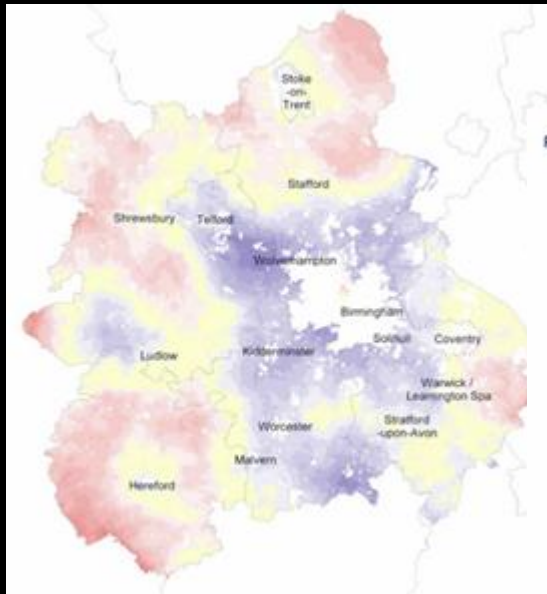 Stoke
-on-
Trent
Stafford
Shrewsbury
Telford
Wolverhampton
Birmingham
Solihull
Coventry
Ludlow
Kidderminster
Warwick /
Leamington Spa
Worcester
Stratford
-upon-Avon
Malvern
Hereford